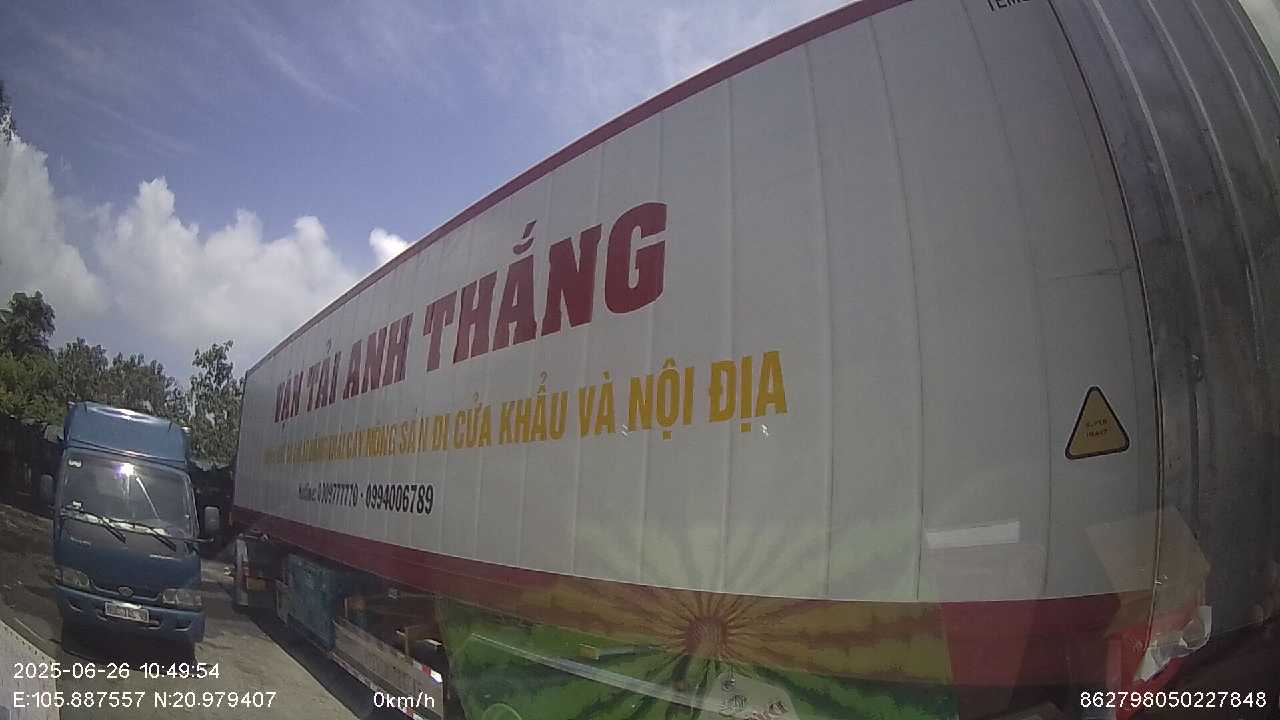 VẬN TẢI ANH THẮNG
NÔNG SẢN ĐI CỬA KHẨU VÀ NỘI ĐỊA
0994006789
2025-06-26 10:49:54
E:105.887557 N:20.979407
0km/h
862798050227848